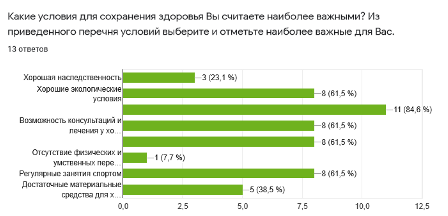 Какие условия для сохранения здоровья Вы считаете наиболее важными? Из
приведенного перечня условий выберите и отметьте наиболее важные для Вас.
13 ответов
Хорошая наследственность
3 (23,1 %)
Хорошие экологические
условия
8 (61,5 %)
11 (84,6 %)
Возможность консультаций и
лечения у хо…
8 (61,5 %)
8 (61,5 %)
Отсутствие физических и
умственных пере…
1 (7,7 %)
Регулярные занятия спортом
8 (61,5 %)
Достаточные материальные
средства для х…
5 (38,5 %)
0,0 2,5 5,0 7,5 10,0 12,5